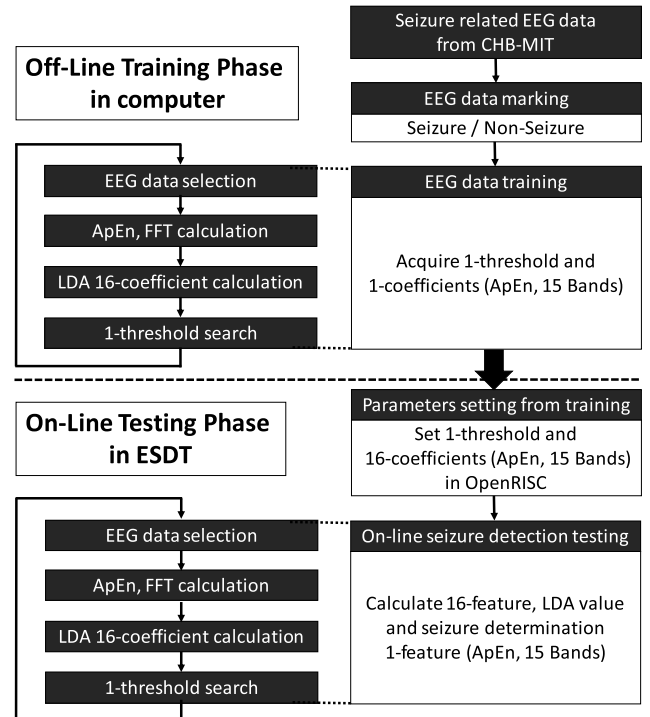 Seizure related EEG data
from CHB-MIT
Off-Line Training Phase
in computer
EEG data marking
Seizure / Non-Seizure
EEG data selection
ApEn, FFT calculation
LDA 16-coefficient calculation
1-threshold search
EEG data training
Acquire 1-threshold and
1-coefficients (ApEn, 15 Bands)
On-Line Testing Phase
in ESDT
Parameters setting from training
Set 1-threshold and
16-coefficients (ApEn, 15 Bands)
in OpenRISC
EEG data selection
ApEn, FFT calculation
LDA 16-coefficient calculation
1-threshold search
On-line seizure detection testing
Calculate 16-feature, LDA value
and seizure determination
1-feature (ApEn, 15 Bands)